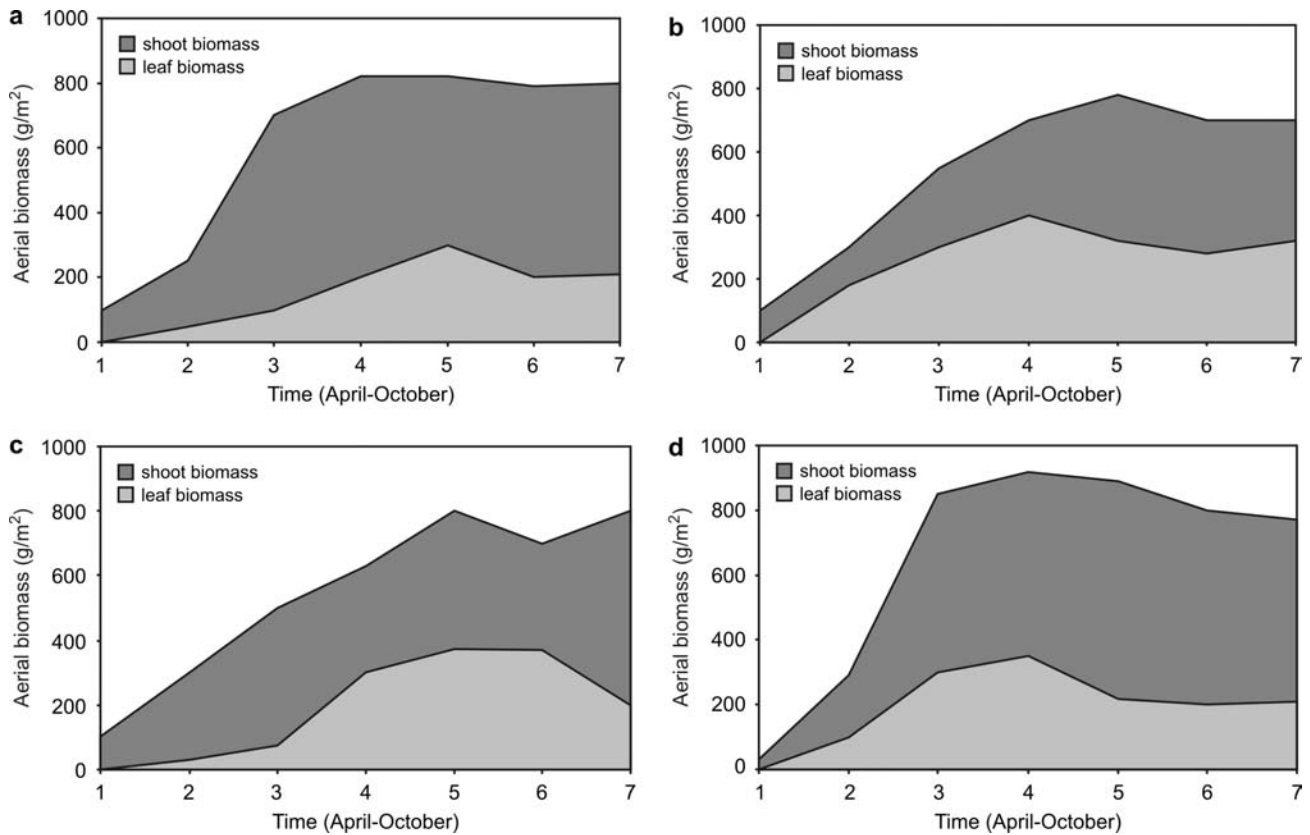 a
shoot biomass
leaf biomass
Aerial biomass (g/m²)
1000
800
600
400
200
0
1 2 3 4 5 6 7
Time (April-October)
b
shoot biomass
leaf biomass
Aerial biomass (g/m²)
1000
800
600
400
200
0
1 2 3 4 5 6 7
Time (April-October)
c
shoot biomass
leaf biomass
Aerial biomass (g/m²)
1000
800
600
400
200
0
1 2 3 4 5 6 7
Time (April-October)
d
shoot biomass
leaf biomass
Aerial biomass (g/m²)
1000
800
600
400
200
0
1 2 3 4 5 6 7
Time (April-October)